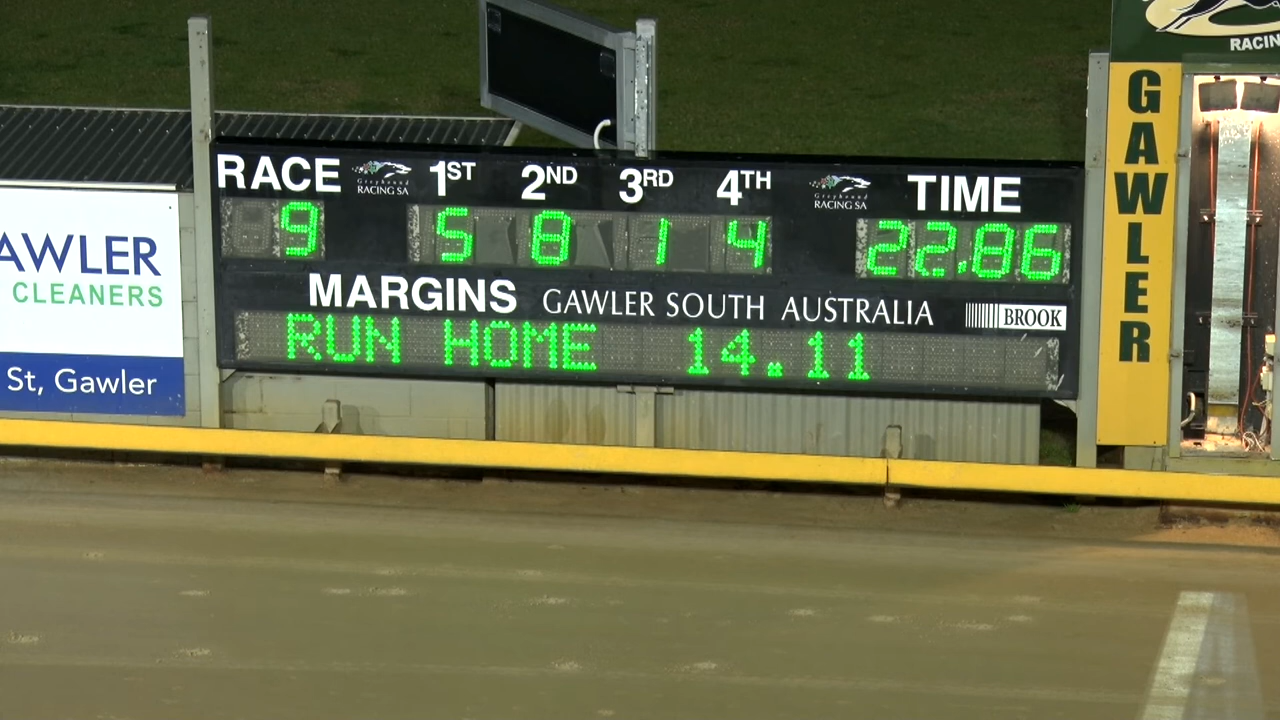 RACING
GAWLER
RACE
Greyhound
RACING SA
1ST 2ND 3RD 4TH
Greyhound
RACING SA
TIME
9 5 8 1 4 22.86
MARGINS GAWLER SOUTH AUSTRALIA BROOK
RUN HOME 14.11
AWLER
CLEANERS
St, Gawler